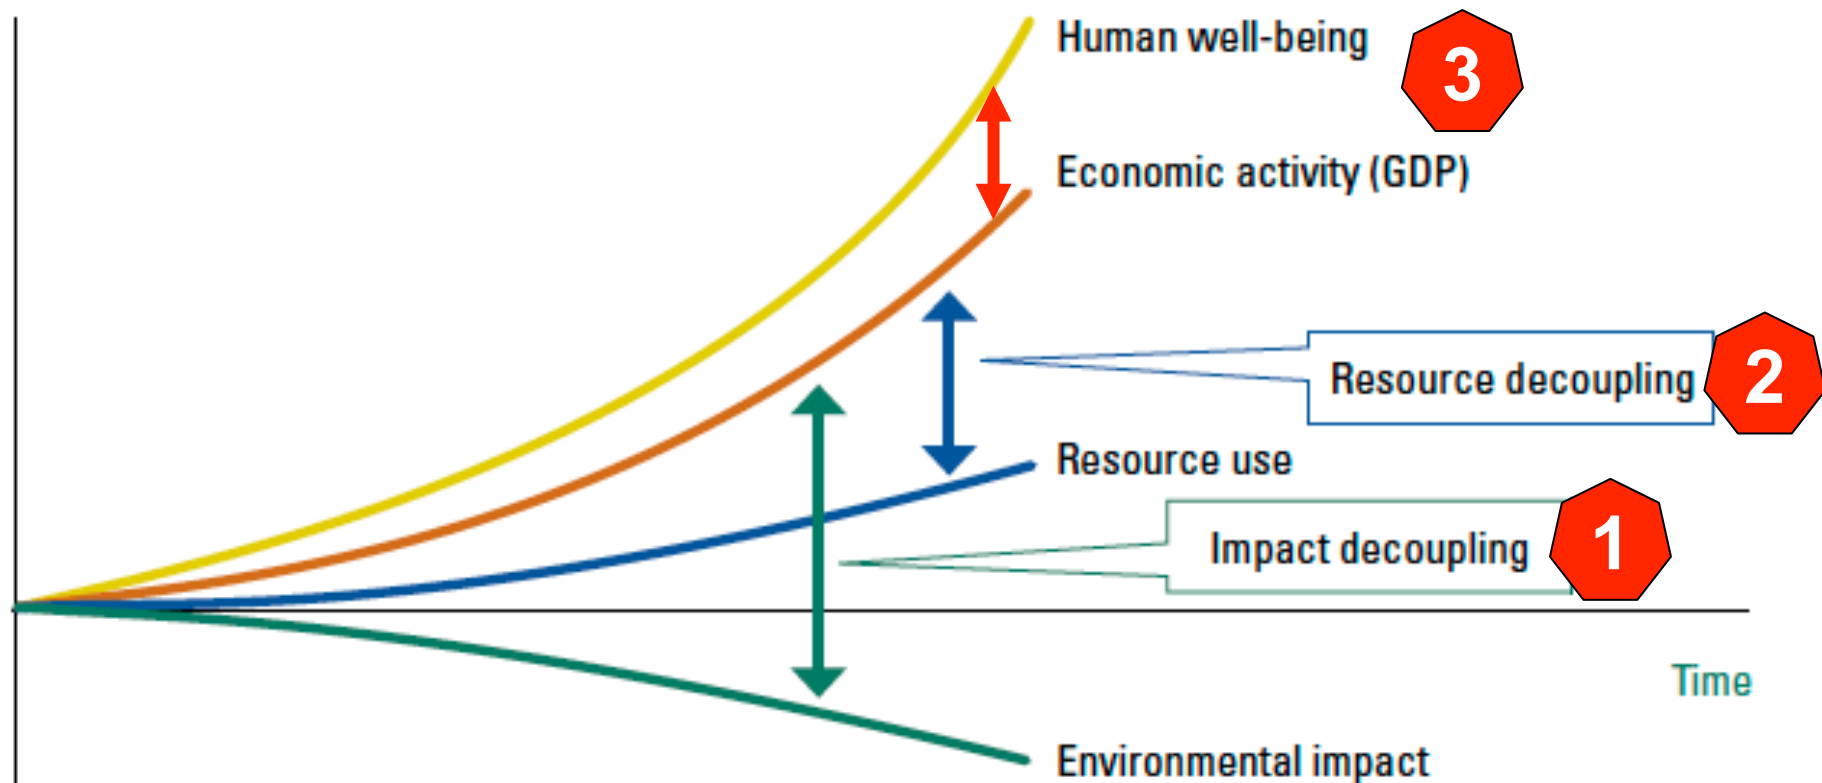 Human well-being
3
Economic activity (GDP)
Resource decoupling
2
Resource use
Impact decoupling
1
Time
Environmental impact